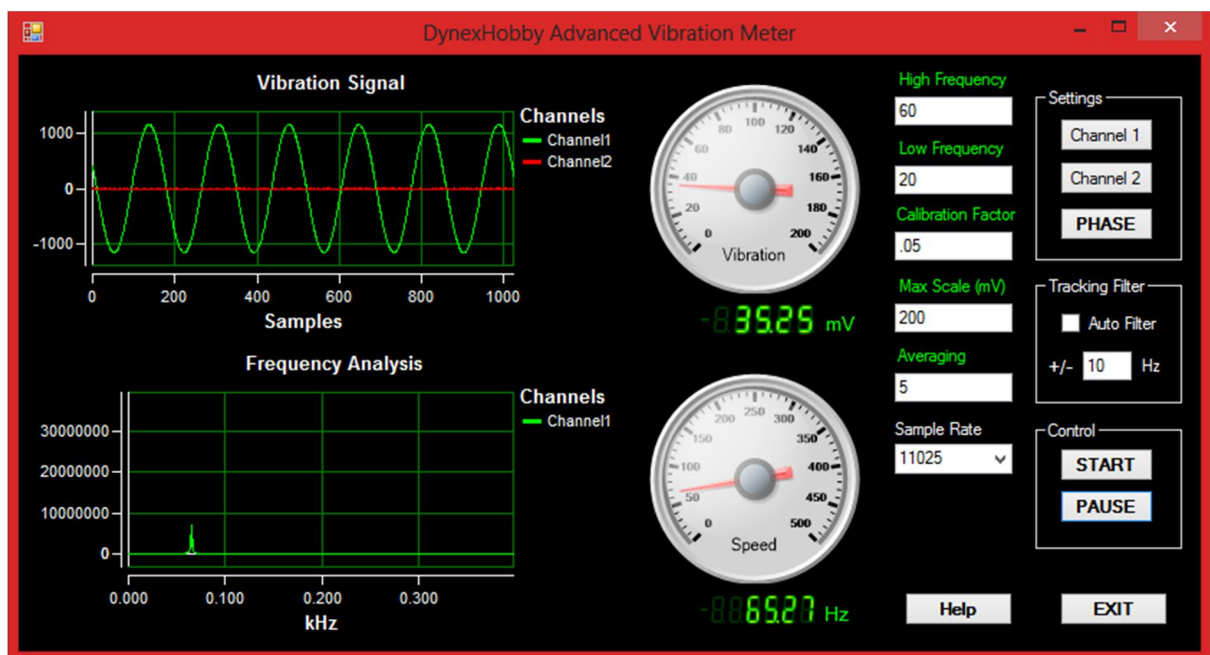 DynexHobby Advanced Vibration Meter
Vibration Signal
1000
0
-1000
0 200 400 600 800 1000
Samples
Channels
Channel1
Channel2
Frequency Analysis
30000000
20000000
10000000
0
0.000 0.100 0.200 0.300
kHz
Channels
Channel1
0 20 40 60 80 100 120 140 160 180 200
Vibration
35.25 mV
0 50 100 150 200 250 300 350 400 450 500
Speed
65.27 Hz
High Frequency
60
Low Frequency
20
Calibration Factor
.05
Max Scale (mV)
200
Averaging
5
Sample Rate
11025
Help
Settings
Channel 1
Channel 2
PHASE
Tracking Filter
Auto Filter
+/- 10 Hz
Control
START
PAUSE
EXIT